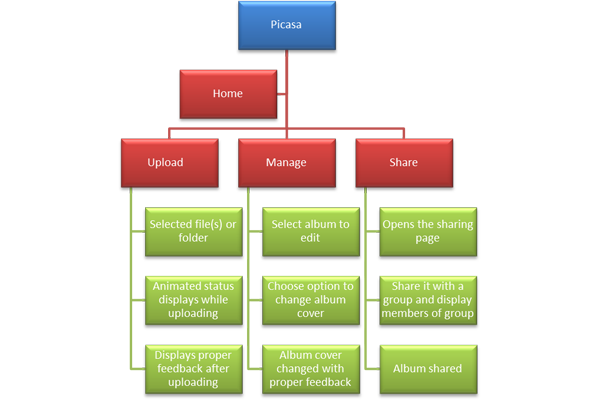 Picasa
Home
Upload
Manage
Share
Selected file(s) or
folder
Select album to
edit
Opens the sharing
page
Animated status
displays while
uploading
Choose option to
change album
cover
Share it with a
group and display
members of group
Displays proper
feedback after
uploading
Album cover
changed with
proper feedback
Album shared